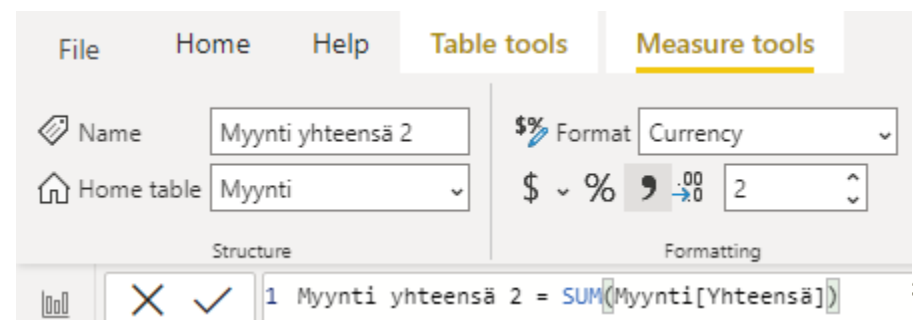 File Home Help Table tools Measure tools
Name Myynti yhteensä 2 $% Format Currency
Home table Myynti $ % , .00 .0 2
Structure Formatting
1 Myynti yhteensä 2 = SUM(Myynti[Yhteensä])